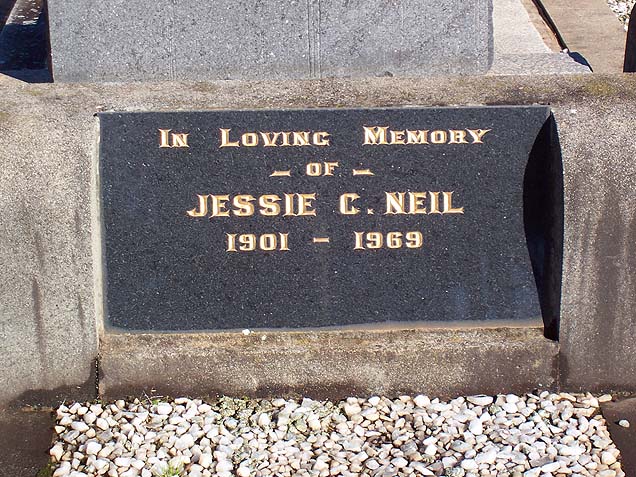 In Loving Memory
– OF –
JESSIE C. NEIL
1901 – 1969